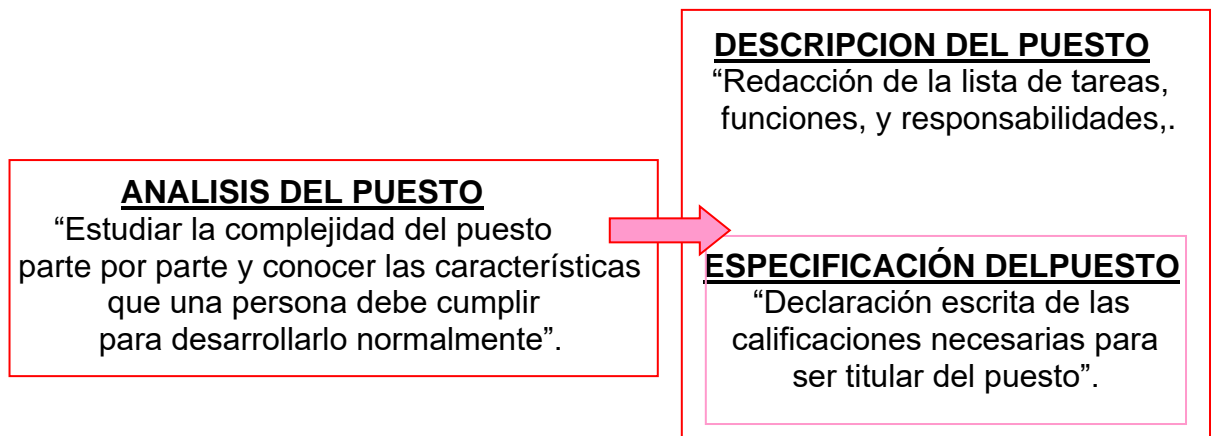 ANALISIS DEL PUESTO
“Estudiar la complejidad del puesto
parte por parte y conocer las características
que una persona debe cumplir
para desarrollarlo normalmente”.
DESCRIPCION DEL PUESTO
“Redacción de la lista de tareas,
funciones, y responsabilidades,.
ESPECIFICACIÓN DELPUESTO
“Declaración escrita de las
calificaciones necesarias para
ser titular del puesto”.